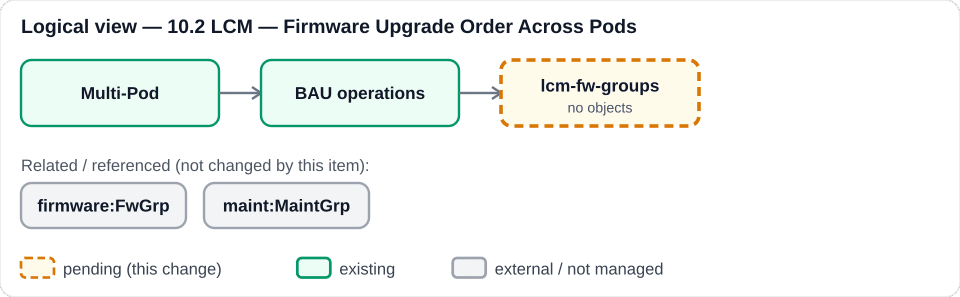 Logical view — 10.2 LCM — Firmware Upgrade Order Across Pods
Multi-Pod
BAU operations
lcm-fw-groups
no objects
Related / referenced (not changed by this item):
firmware:FwGrp
maint:MaintGrp
pending (this change)
existing
external / not managed